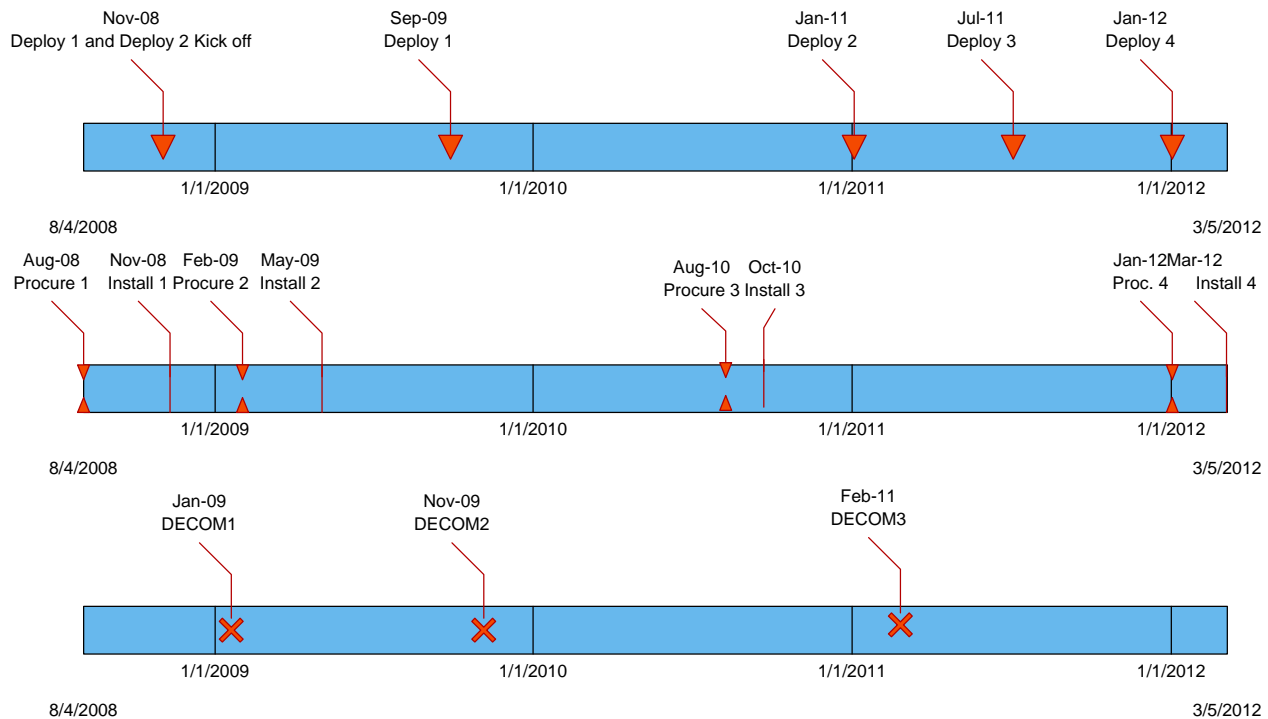 Nov-08
Deploy 1 and Deploy 2 Kick off
Sep-09
Deploy 1
Jan-11
Deploy 2
Jul-11
Deploy 3
Jan-12
Deploy 4
1/1/2009
1/1/2010
1/1/2011
1/1/2012
8/4/2008
3/5/2012
Aug-08
Procure 1
Nov-08
Install 1
Feb-09
Procure 2
May-09
Install 2
Aug-10
Procure 3
Oct-10
Install 3
Jan-12
Proc. 4
Mar-12
Install 4
1/1/2009
1/1/2010
1/1/2011
1/1/2012
8/4/2008
3/5/2012
Jan-09
DECOM1
Nov-09
DECOM2
Feb-11
DECOM3
1/1/2009
1/1/2010
1/1/2011
1/1/2012
8/4/2008
3/5/2012